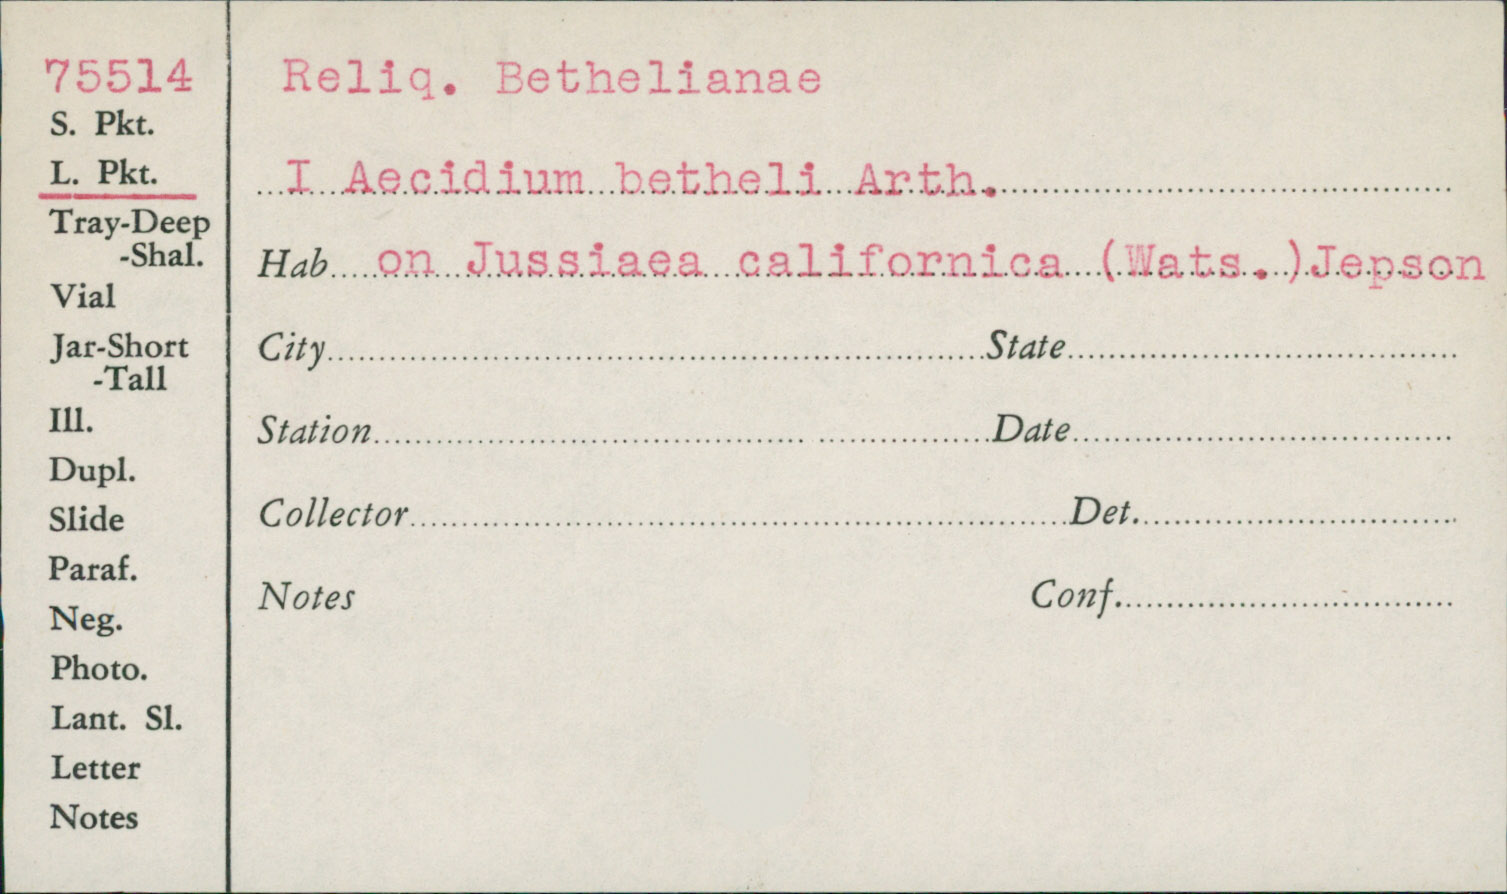 75514
S. Pkt.
L. Pkt.
Tray-Deep
-Shal.
Vial
Jar-Short
-Tall
Ill.
Dupl.
Slide
Paraf.
Neg.
Photo.
Lant. Sl.
Letter
Notes
Reliq. Bethelianae
I Aecidium betheli Arth.
Hab on Jussiaea californica (Wats.)Jepson
City State
Station Date
Collector Det.
Notes Conf.